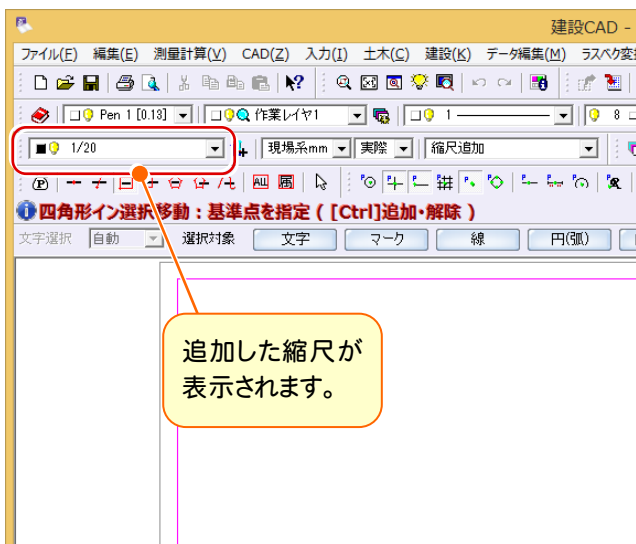 建設CAD -
ファイル(F) 編集(E) 測量計算(V) CAD(Z) 入力(I) 土木(C) 建設(K) データ編集(M) ラスベク変
Pen 1 [0.13] 作業レイヤ1 1 8
1/20 現場系mm 実際 縮尺追加
P ALL 属
四角形イン選択移動:基準点を指定 ( [Ctrl]追加・解除 )
文字選択 自動 選択対象 文字 マーク 線 円(弧)
追加した縮尺が
表示されます。